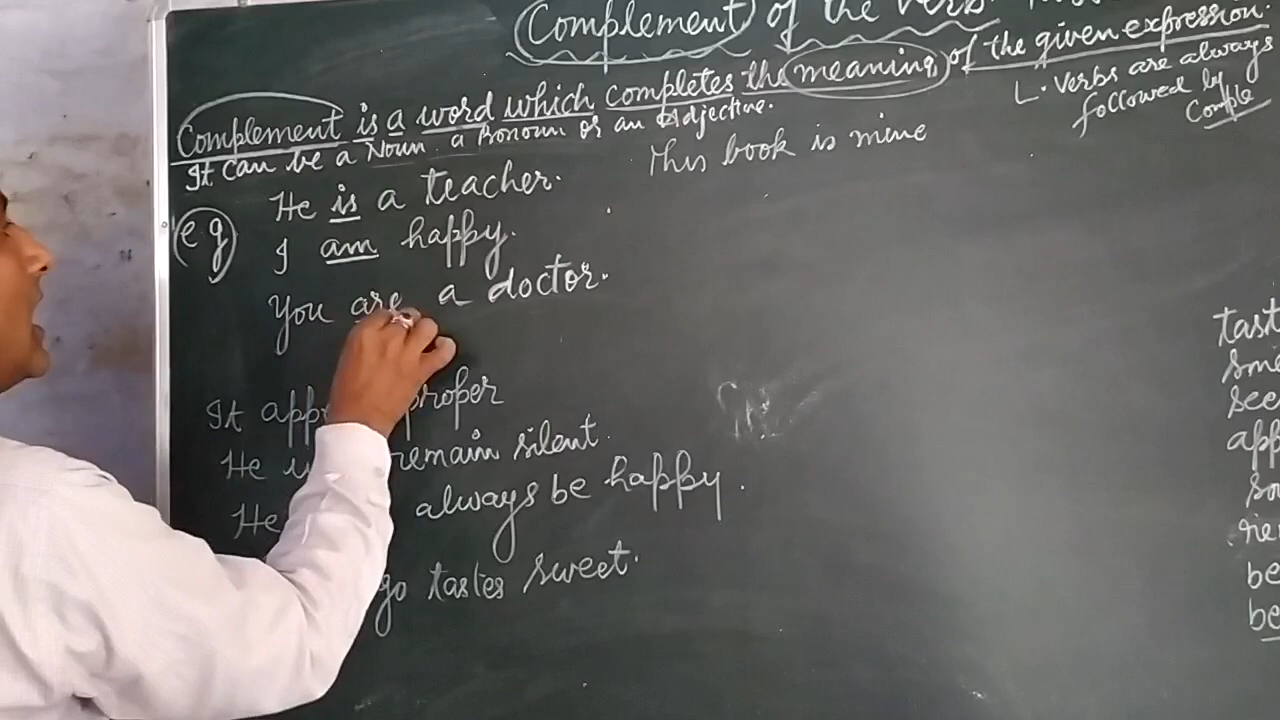 Complement of the verb
Complement is a word which completes the meaning of the given expression.
It can be a Noun. a Pronoun or an Adjective.
L. Verbs are always
followed by
Comple
This book is mine
eg
He is a teacher.
I am happy.
You are a doctor.
It app proper
He remain silent.
He always be happy.
go tastes sweet.
tast
sme
see
app
so
be
be